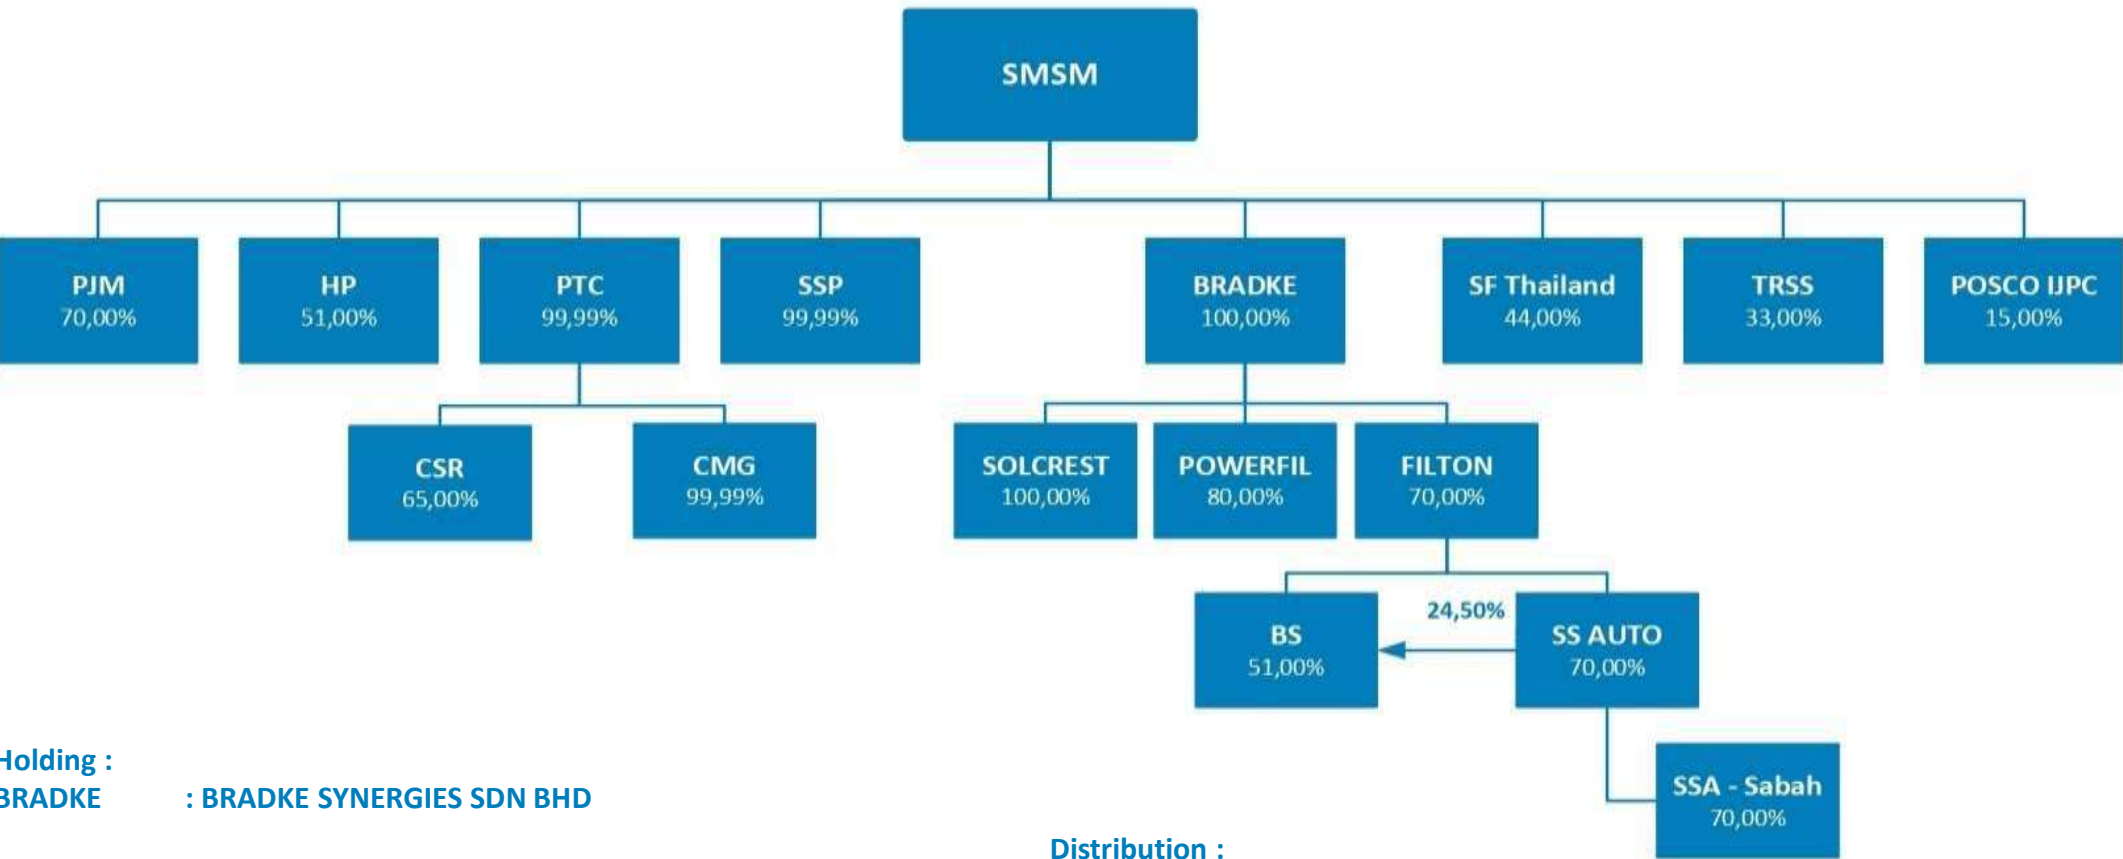 SMSM
PJM
70,00%
HP
51,00%
PTC
99,99%
SSP
99,99%
BRADKE
100,00%
SF Thailand
44,00%
TRSS
33,00%
POSCO IJPC
15,00%
CSR
65,00%
CMG
99,99%
SOLCREST
100,00%
POWERFIL
80,00%
FILTON
70,00%
BS
51,00%
24,50%
SS AUTO
70,00%
SSA - Sabah
70,00%
Holding :
BRADKE : BRADKE SYNERGIES SDN BHD
Distribution :